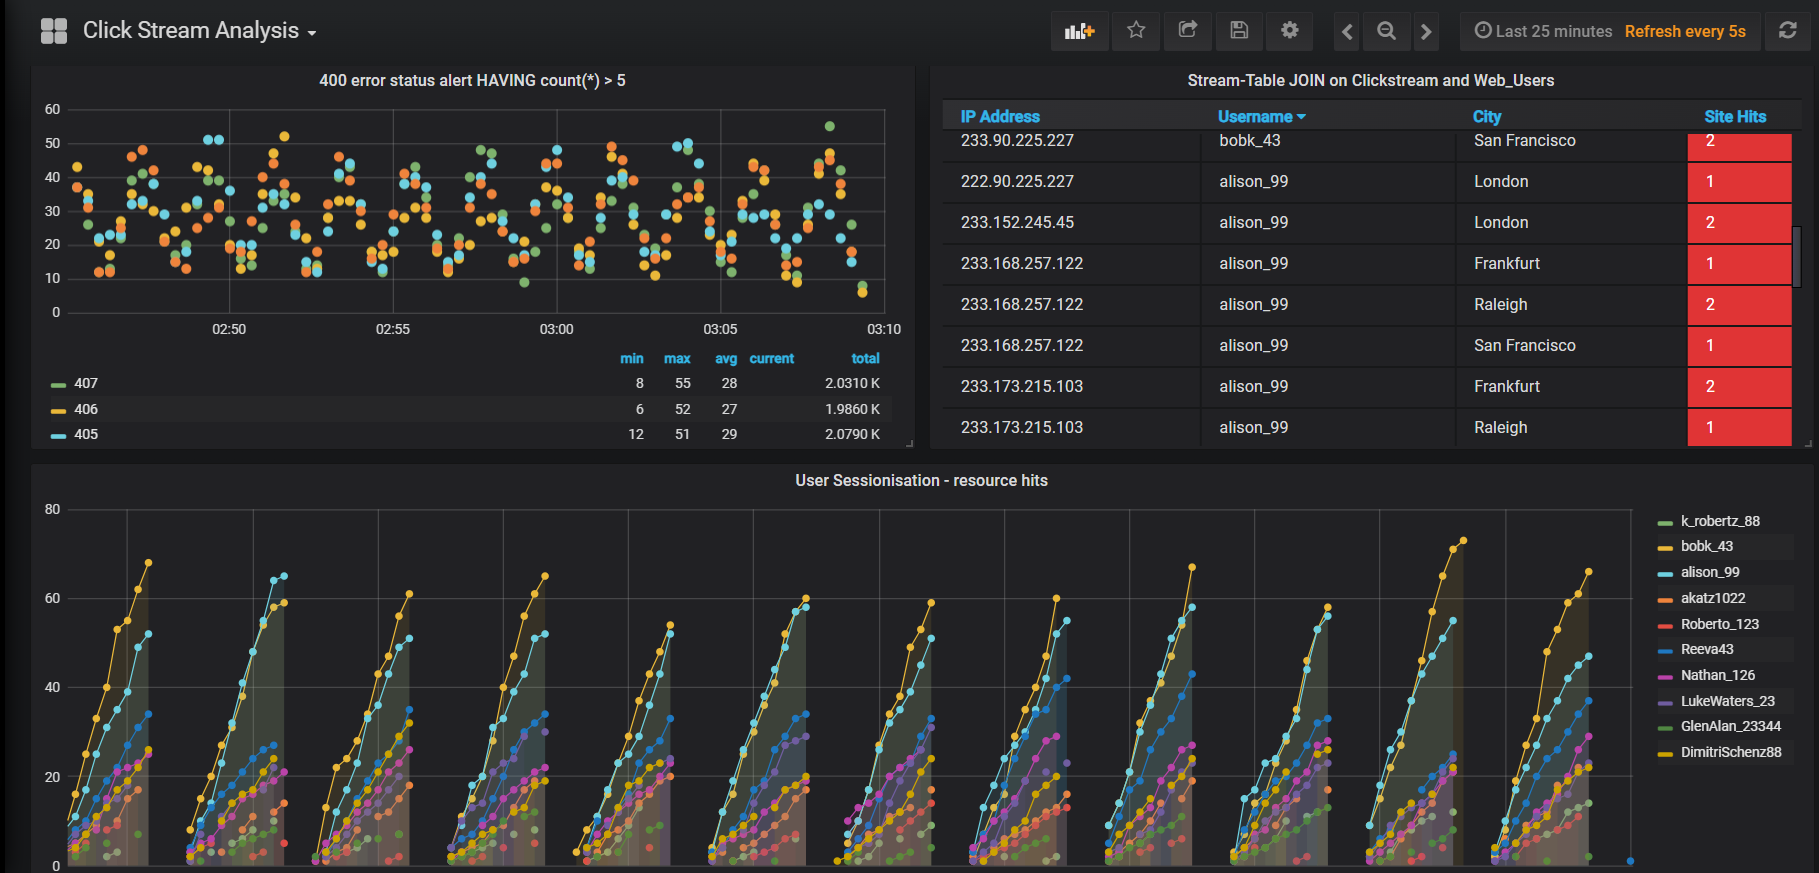 Click Stream Analysis
Last 25 minutes Refresh every 5s
400 error status alert HAVING count(*) > 5
60
50
40
30
20
10
0
02:50 02:55 03:00 03:05 03:10
min max avg current total
407 8 55 28 2.0310 K
406 6 52 27 1.9860 K
405 12 51 29 2.0790 K
Stream-Table JOIN on Clickstream and Web_Users
IP Address Username City Site Hits
233.90.225.227 bobk_43 San Francisco 2
222.90.225.227 alison_99 London 1
233.152.245.45 alison_99 London 2
233.168.257.122 alison_99 Frankfurt 1
233.168.257.122 alison_99 Raleigh 2
233.168.257.122 alison_99 San Francisco 1
233.173.215.103 alison_99 Frankfurt 2
233.173.215.103 alison_99 Raleigh 1
User Sessionisation - resource hits
80
60
40
20
0
k_robertz_88
bobk_43
alison_99
akatz1022
Roberto_123
Reeva43
Nathan_126
LukeWaters_23
GlenAlan_23344
DimitriSchenz88